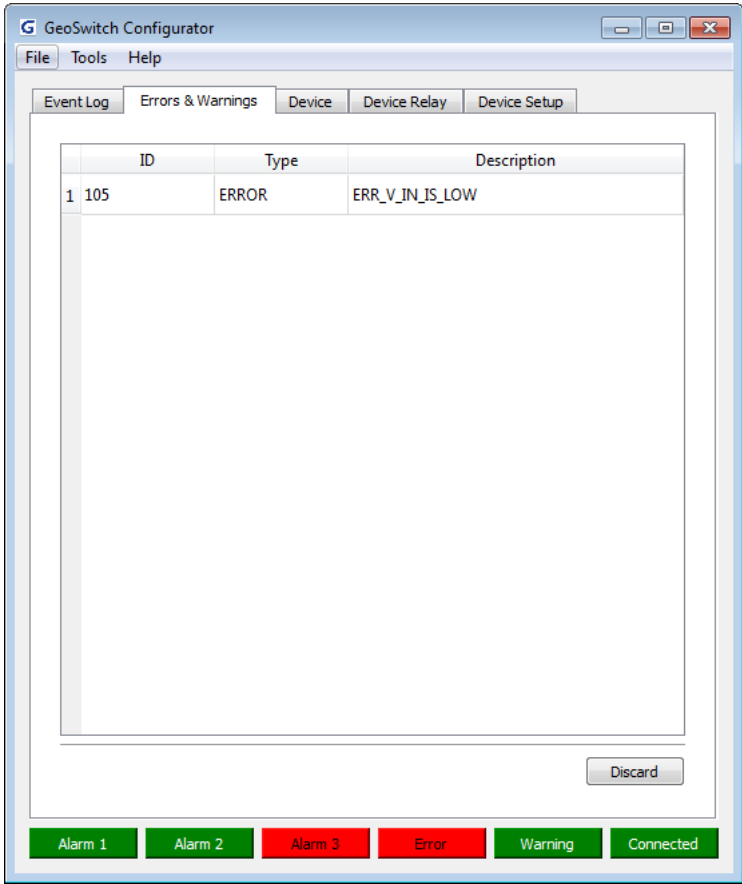 G GeoSwitch Configurator
File Tools Help
Event Log Errors & Warnings Device Device Relay Device Setup
ID Type Description
1 105 ERROR ERR_V_IN_IS_LOW
Discard
Alarm 1 Alarm 2 Alarm 3 Error Warning Connected